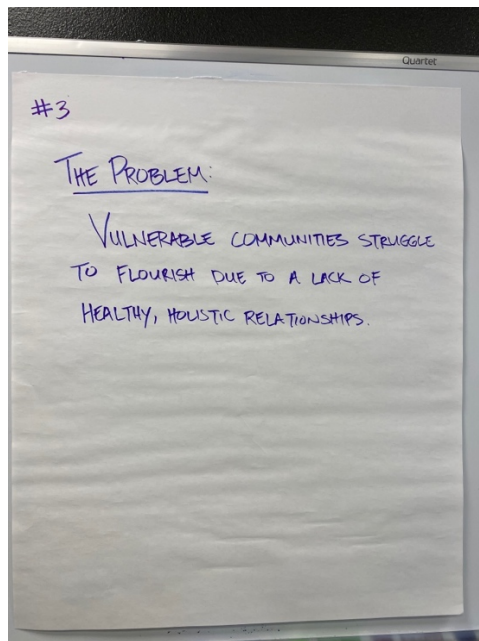 Quartet
#3
THE PROBLEM:
VULNERABLE COMMUNITIES STRUGGLE
TO FLOURISH DUE TO A LACK OF
HEALTHY, HOLISTIC RELATIONSHIPS.